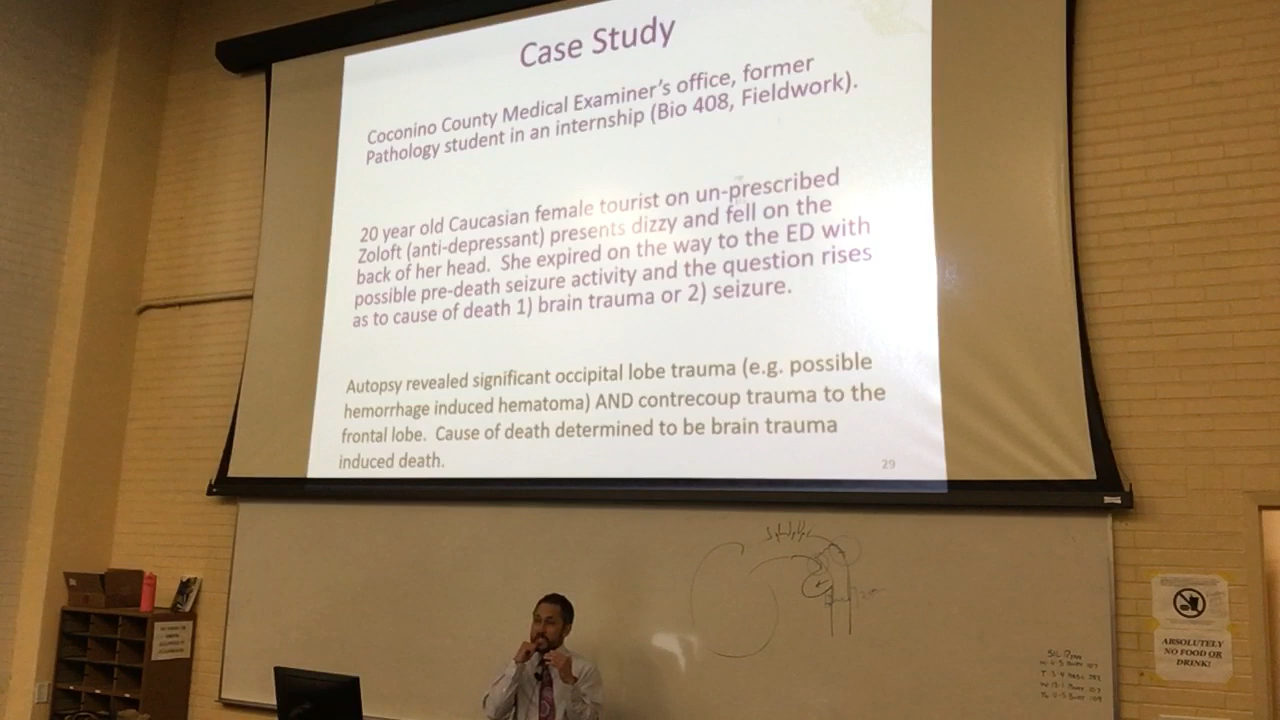 Case Study
Coconino County Medical Examiner's office, former
Pathology student in an internship (Bio 408, Fieldwork).
20 year old Caucasian female tourist on un-prescribed
Zoloft (anti-depressant) presents dizzy and fell on the
back of her head. She expired on the way to the ED with
possible pre-death seizure activity and the question rises
as to cause of death 1) brain trauma or 2) seizure.
Autopsy revealed significant occipital lobe trauma (e.g. possible
hemorrhage induced hematoma) AND contrecoup trauma to the
frontal lobe. Cause of death determined to be brain trauma
induced death.
29
ABSOLUTELY
NO FOOD OR
DRINK!